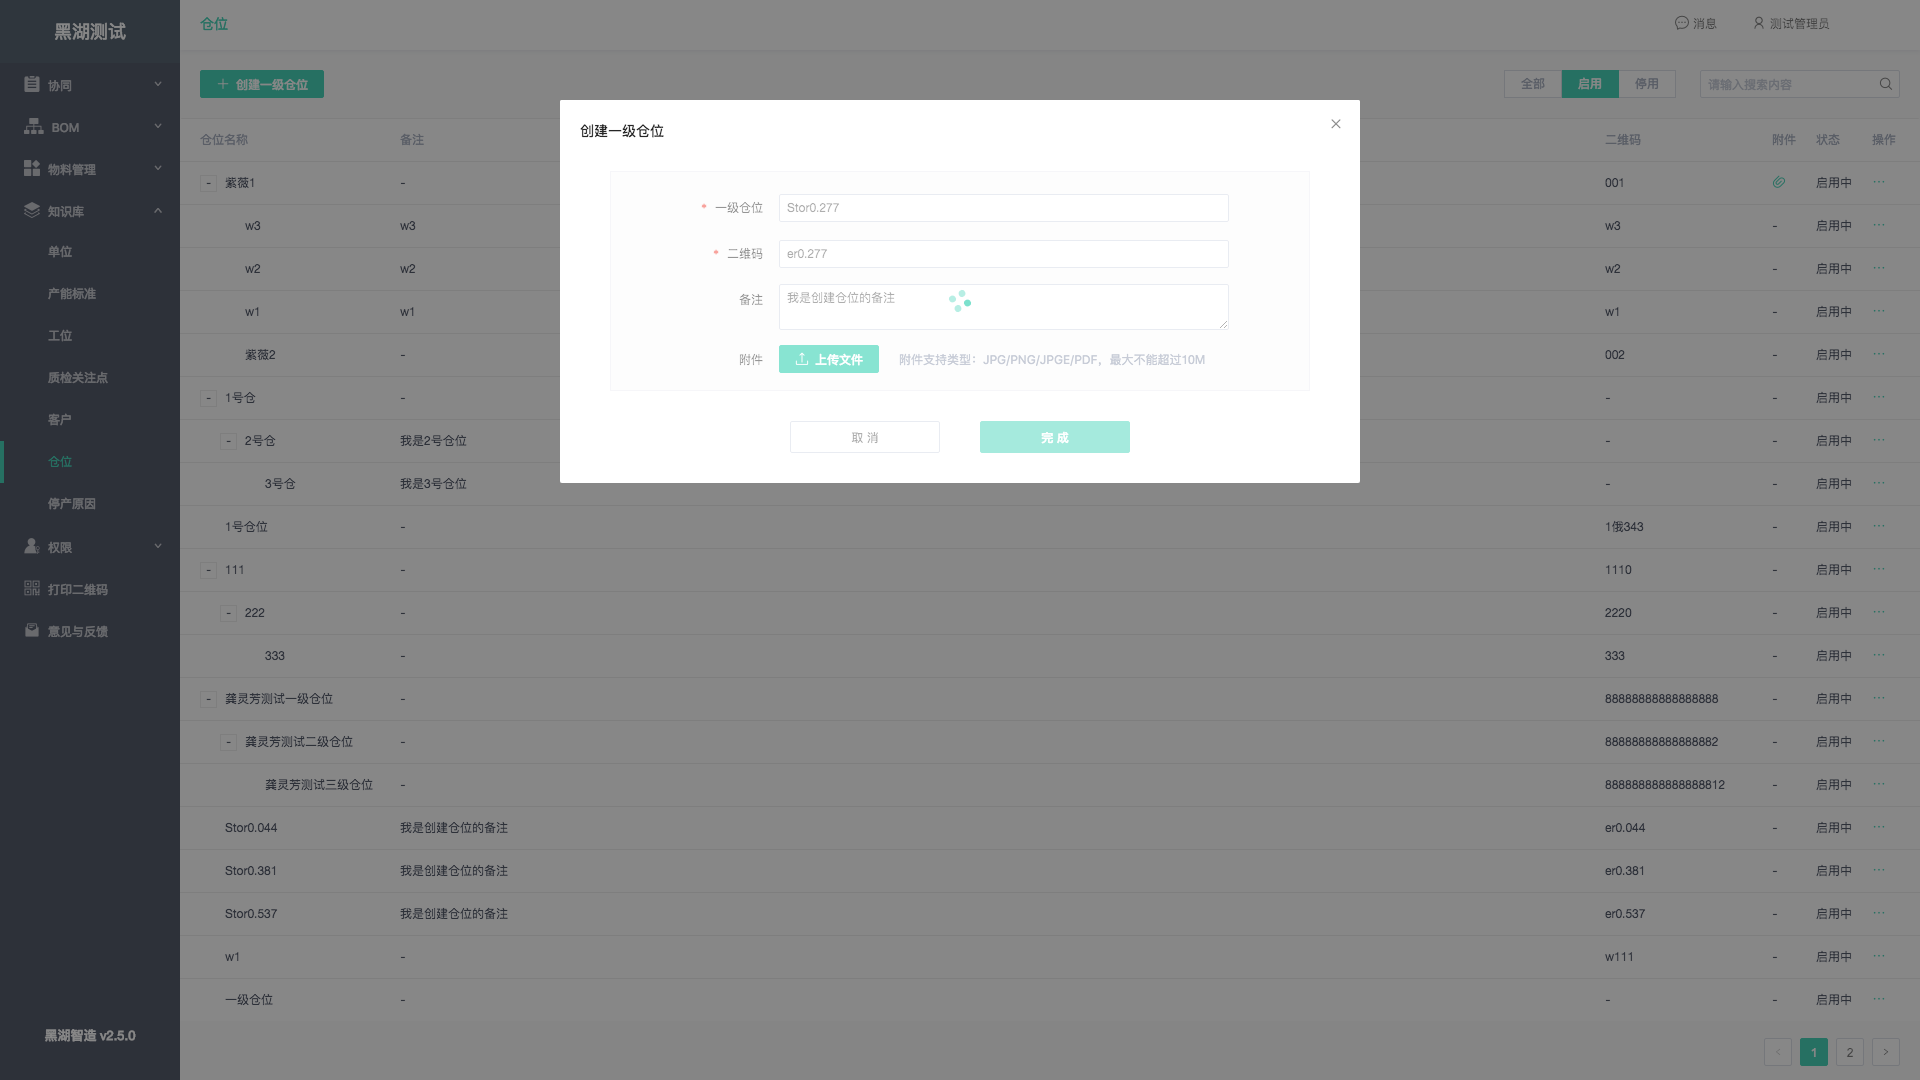 黑湖测试
仓位
消息
测试管理员
协同
BOM
物料管理
知识库
单位
产能标准
工位
质检关注点
客户
仓位
停产原因
权限
打印二维码
意见与反馈
黑湖智造 v2.5.0
创建一级仓位
全部 启用 停用
请输入搜索内容
仓位名称 备注 二维码 附件 状态 操作
- 紫薇1 - 001 启用中 ···
w3 w3 w3 - 启用中 ···
w2 w2 w2 - 启用中 ···
w1 w1 w1 - 启用中 ···
紫薇2 - 002 - 启用中 ···
- 1号仓 - - - 启用中 ···
- 2号仓 我是2号仓位 - - 启用中 ···
3号仓 我是3号仓位 - - 启用中 ···
1号仓位 - 1俄343 - 启用中 ···
- 111 - 1110 - 启用中 ···
- 222 - 2220 - 启用中 ···
333 - 333 - 启用中 ···
- 龚灵芳测试一级仓位 - 88888888888888888 - 启用中 ···
- 龚灵芳测试二级仓位 - 88888888888888882 - 启用中 ···
龚灵芳测试三级仓位 - 888888888888888812 - 启用中 ···
Stor0.044 我是创建仓位的备注 er0.044 - 启用中 ···
Stor0.381 我是创建仓位的备注 er0.381 - 启用中 ···
Stor0.537 我是创建仓位的备注 er0.537 - 启用中 ···
w1 - w111 - 启用中 ···
一级仓位 - - - 启用中 ···
1 2
创建一级仓位
* 一级仓位 Stor0.277
* 二维码 er0.277
备注 我是创建仓位的备注
附件 上传文件 附件支持类型：JPG/PNG/JPGE/PDF，最大不能超过10M
取 消 完 成